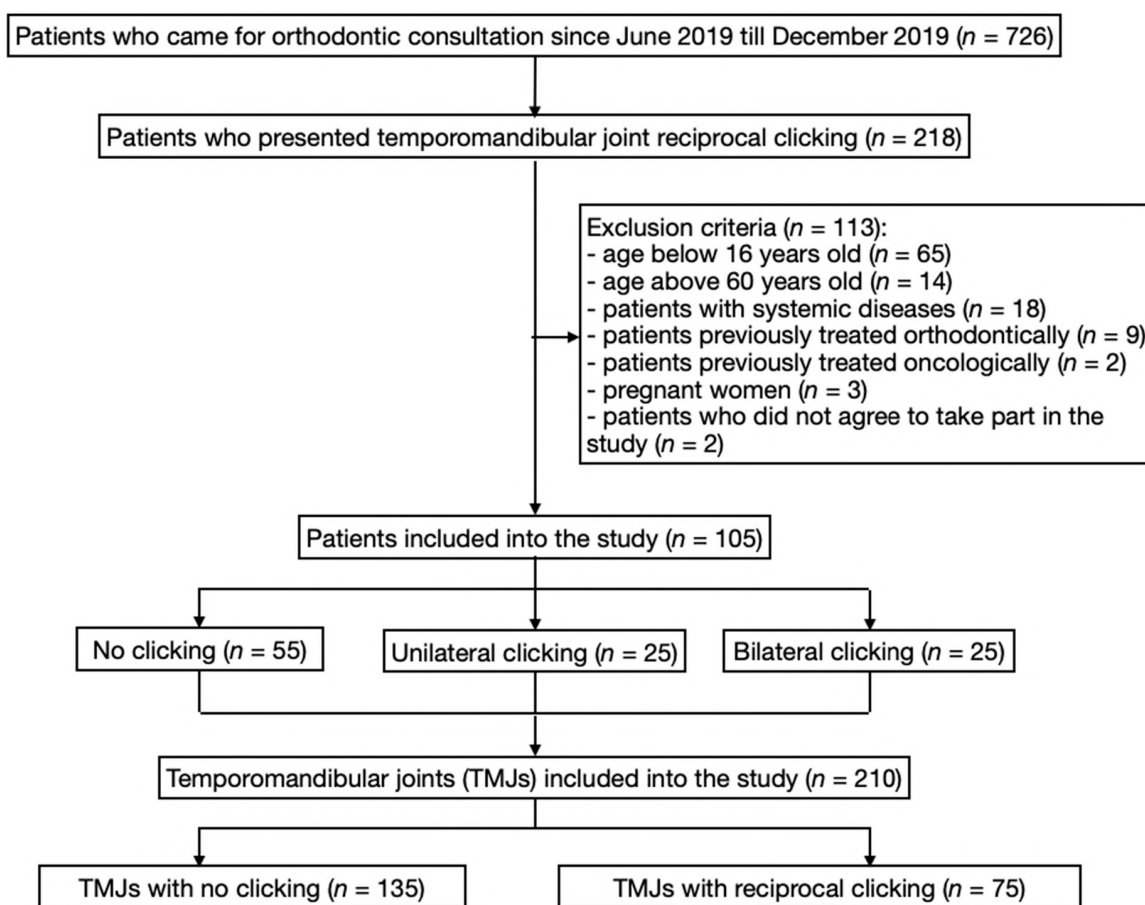 Patients who came for orthodontic consultation since June 2019 till December 2019 (n = 726)
Patients who presented temporomandibular joint reciprocal clicking (n = 218)
Exclusion criteria (n = 113):
- age below 16 years old (n = 65)
- age above 60 years old (n = 14)
- patients with systemic diseases (n = 18)
- patients previously treated orthodontically (n = 9)
- patients previously treated oncologically (n = 2)
- pregnant women (n = 3)
- patients who did not agree to take part in the
study (n = 2)
Patients included into the study (n = 105)
No clicking (n = 55)
Unilateral clicking (n = 25)
Bilateral clicking (n = 25)
Temporomandibular joints (TMJs) included into the study (n = 210)
TMJs with no clicking (n = 135)
TMJs with reciprocal clicking (n = 75)